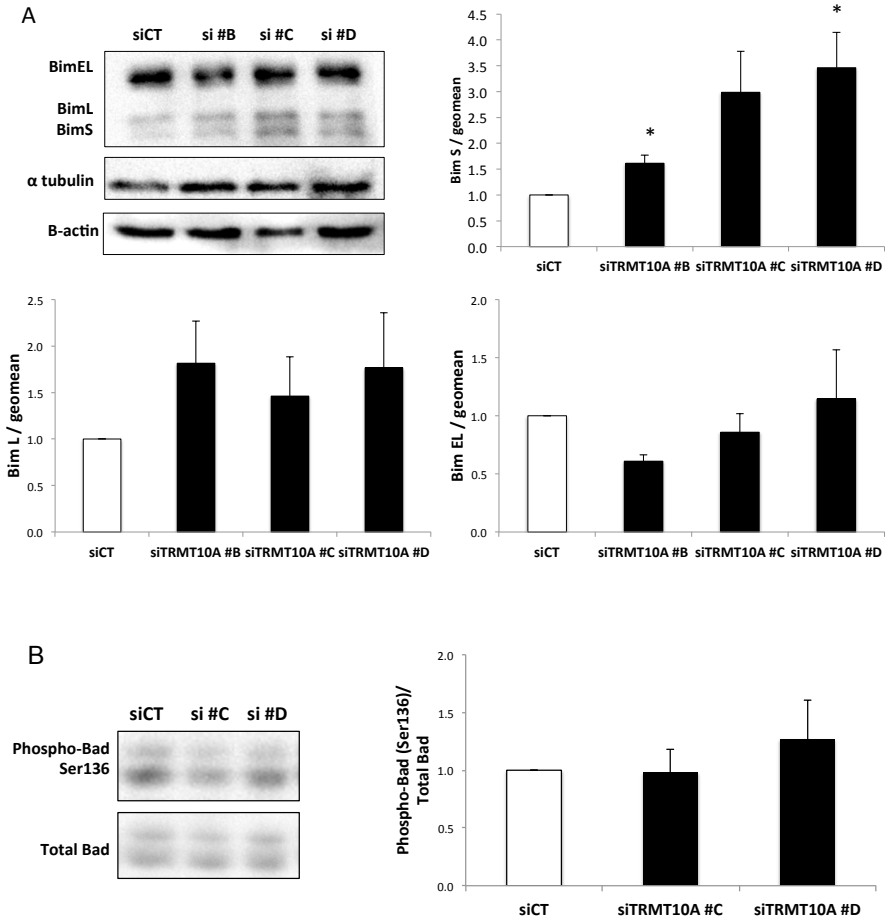 A
siCT si #B si #C si #D
BimEL
BimL
BimS
α tubulin
B-actin
Bim S / geomean
4.5
4.0
3.5
3.0
2.5
2.0
1.5
1.0
0.5
0.0
*
*
siCT siTRMT10A #B siTRMT10A #C siTRMT10A #D
Bim L / geomean
2.5
2.0
1.5
1.0
0.5
0.0
siCT siTRMT10A #B siTRMT10A #C siTRMT10A #D
Bim EL / geomean
2.0
1.5
1.0
0.5
0.0
siCT siTRMT10A #B siTRMT10A #C siTRMT10A #D
B
siCT si #C si #D
Phospho-Bad
Ser136
Total Bad
Phospho-Bad (Ser136)/
Total Bad
2.0
1.5
1.0
0.5
0.0
siCT siTRMT10A #C siTRMT10A #D